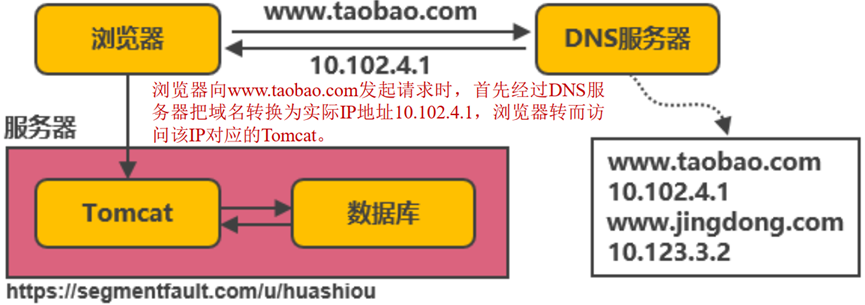 www.taobao.com
浏览器
DNS服务器
10.102.4.1
浏览器向www.taobao.com发起请求时，首先经过DNS服
务器把域名转换为实际IP地址10.102.4.1，浏览器转而访
问该IP对应的Tomcat。
服务器
Tomcat
数据库
www.taobao.com
10.102.4.1
www.jingdong.com
10.123.3.2
https://segmentfault.com/u/huashiou